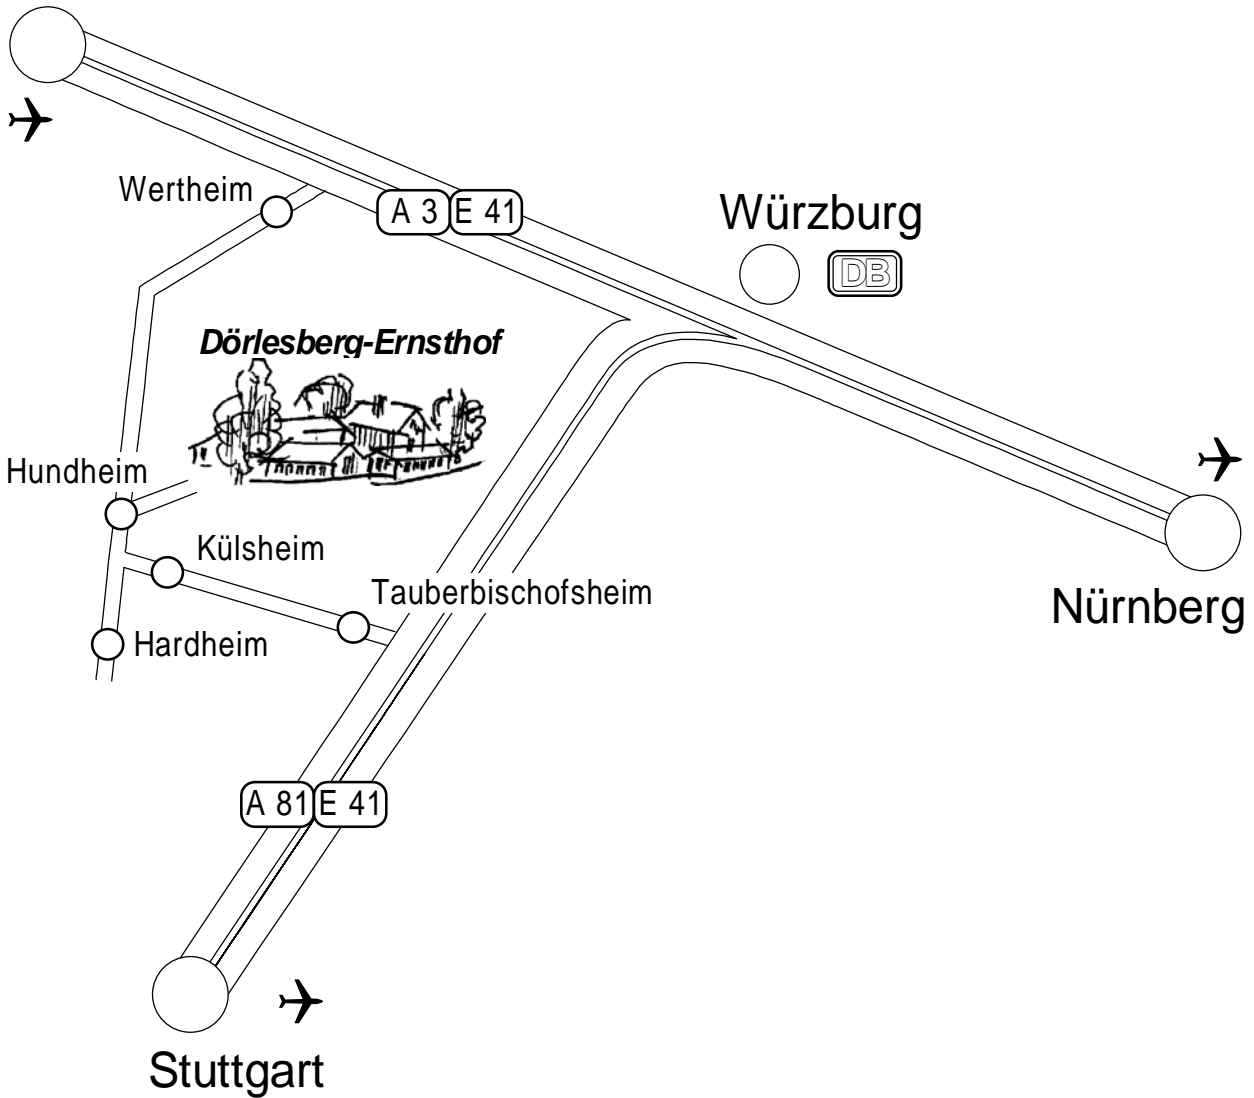 Wertheim
A 3 E 41
Würzburg
DB
Dörlesberg-Ernsthof
Hundheim
Külsheim
Tauberbischofsheim
Nürnberg
Hardheim
A 81 E 41
Stuttgart